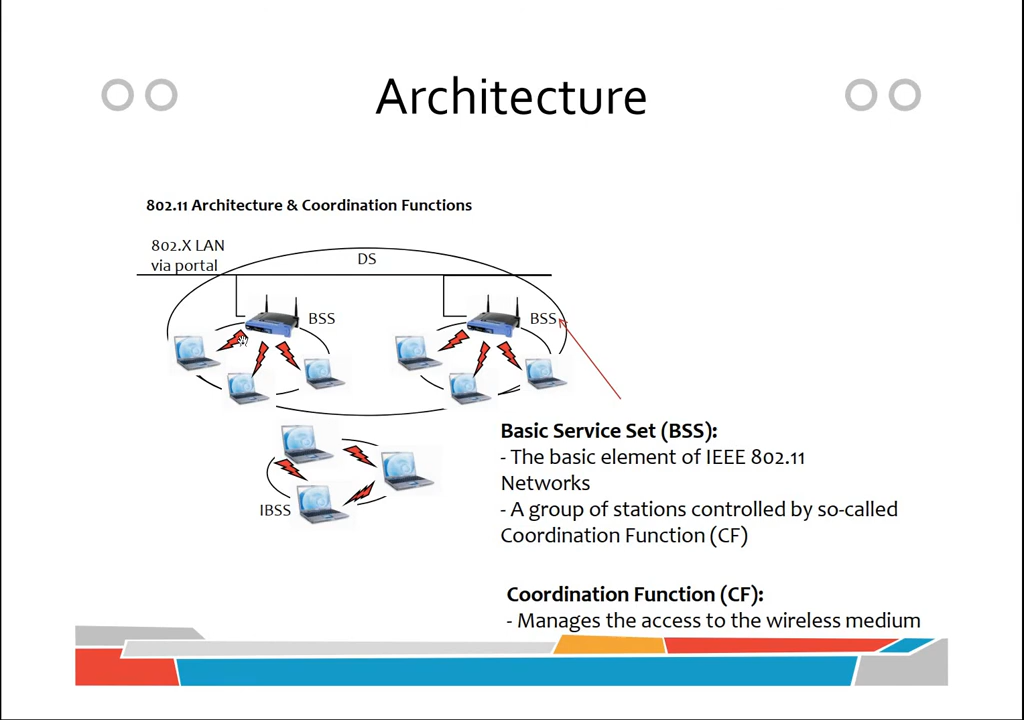 Architecture
802.11 Architecture & Coordination Functions
802.X LAN
via portal
DS
BSS
BSS
IBSS
Basic Service Set (BSS):
- The basic element of IEEE 802.11
Networks
- A group of stations controlled by so-called
Coordination Function (CF)
Coordination Function (CF):
- Manages the access to the wireless medium